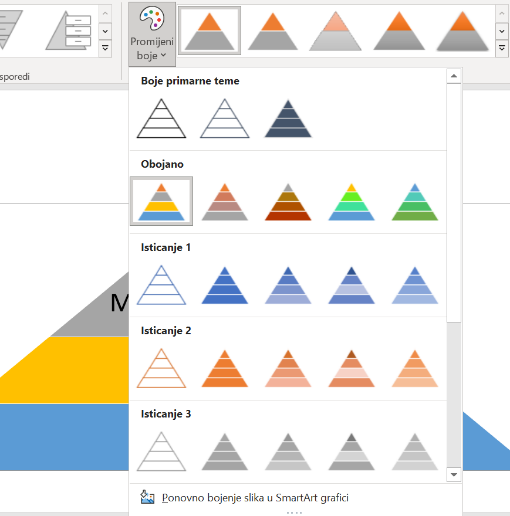 Promijeni
boje
sporedi
Boje primarne teme
Obojano
Isticanje 1
M
Isticanje 2
Isticanje 3
Ponovno bojenje slika u SmartArt grafici